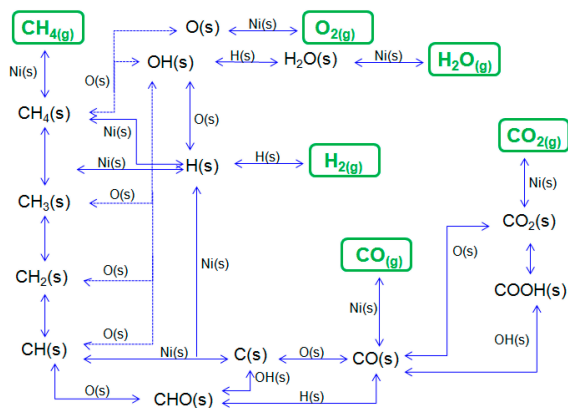 CH4(g)
O(s)
Ni(s)
O2(g)
OH(s)
H(s)
H2O(s)
Ni(s)
H2O(g)
Ni(s)
O(s)
CH4(s)
Ni(s)
O(s)
CO2(g)
Ni(s)
H(s)
H(s)
H2(g)
Ni(s)
CH3(s)
O(s)
CO2(s)
O(s)
Ni(s)
CO(g)
CH2(s)
O(s)
COOH(s)
Ni(s)
O(s)
OH(s)
CH(s)
Ni(s)
C(s)
O(s)
CO(s)
OH(s)
O(s)
CHO(s)
H(s)